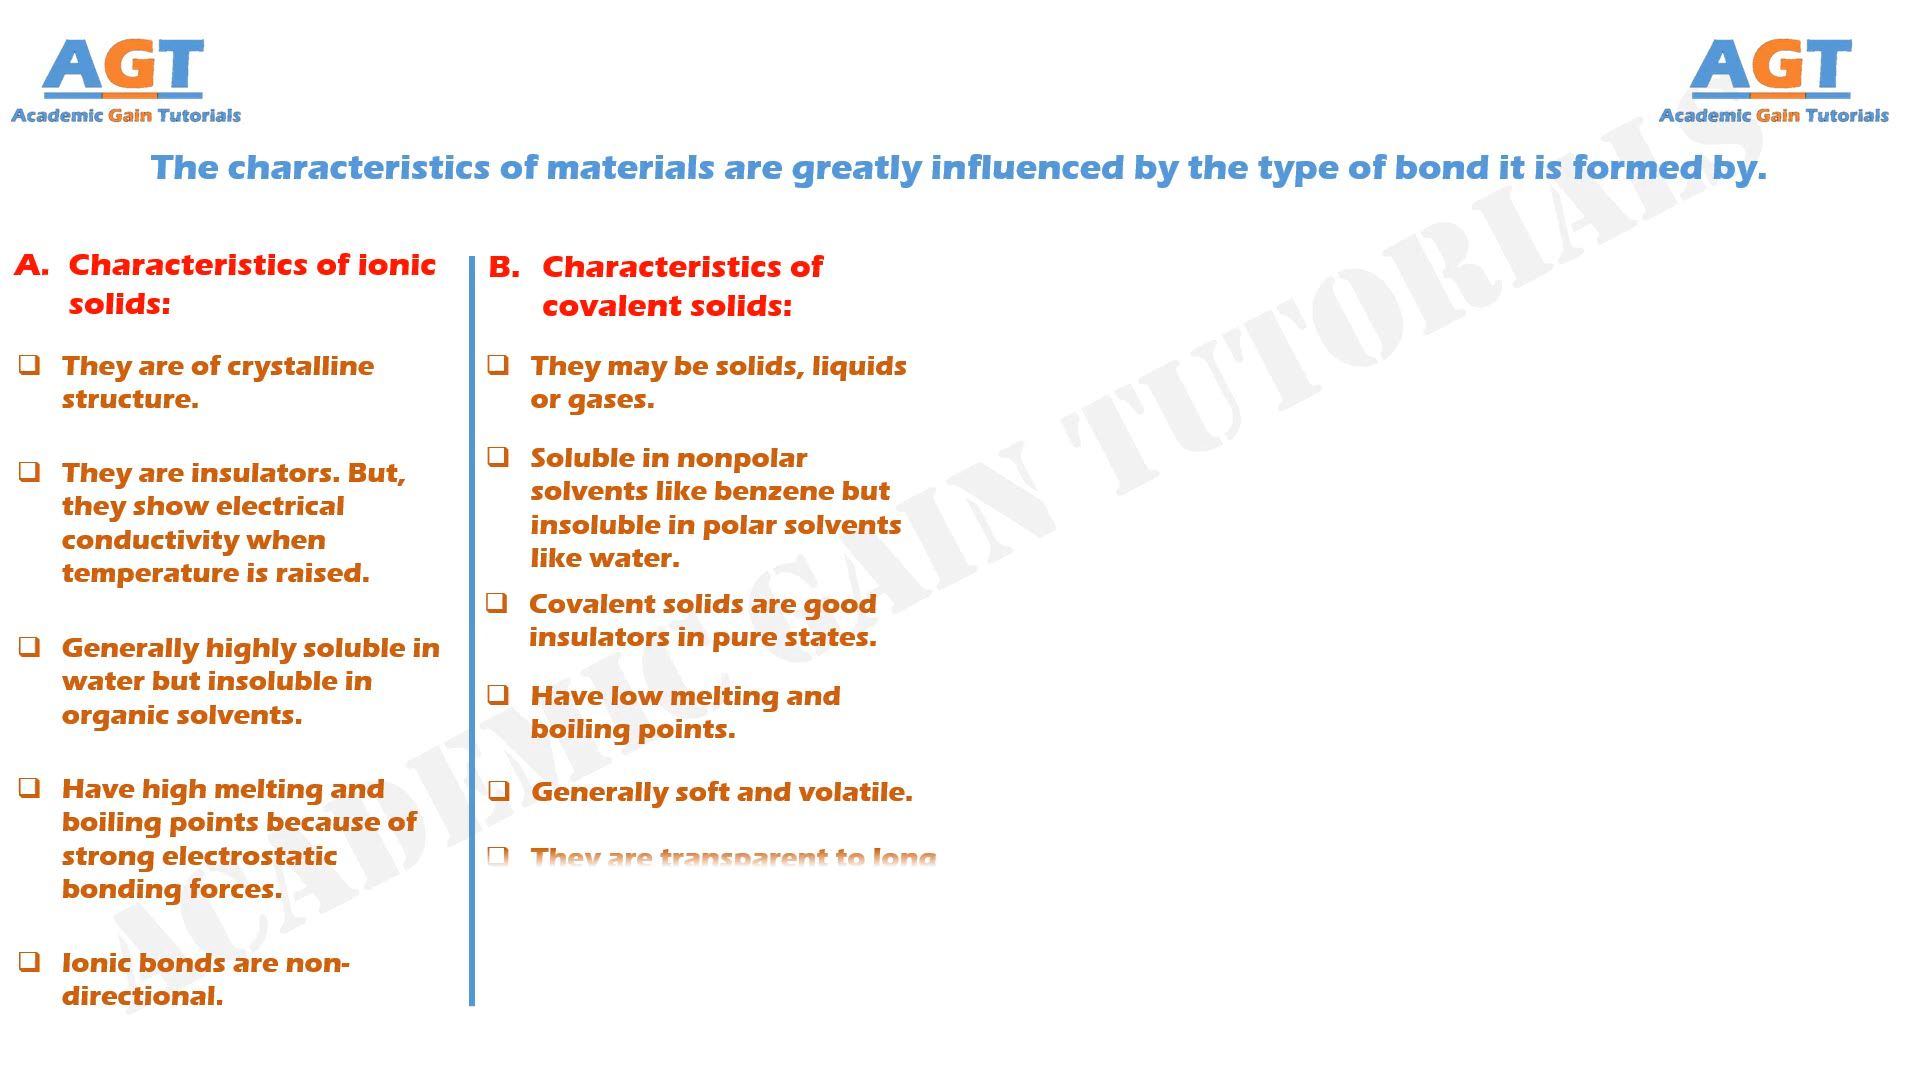 AGT
Academic Gain Tutorials
AGT
Academic Gain Tutorials
The characteristics of materials are greatly influenced by the type of bond it is formed by.
A. Characteristics of ionic
solids:
They are of crystalline
structure.
They are insulators. But,
they show electrical
conductivity when
temperature is raised.
Generally highly soluble in
water but insoluble in
organic solvents.
Have high melting and
boiling points because of
strong electrostatic
bonding forces.
Ionic bonds are non-
directional.
B. Characteristics of
covalent solids:
They may be solids, liquids
or gases.
Soluble in nonpolar
solvents like benzene but
insoluble in polar solvents
like water.
Covalent solids are good
insulators in pure states.
Have low melting and
boiling points.
Generally soft and volatile.
They are transparent to long
ACADEMIC GAIN TUTORIALS